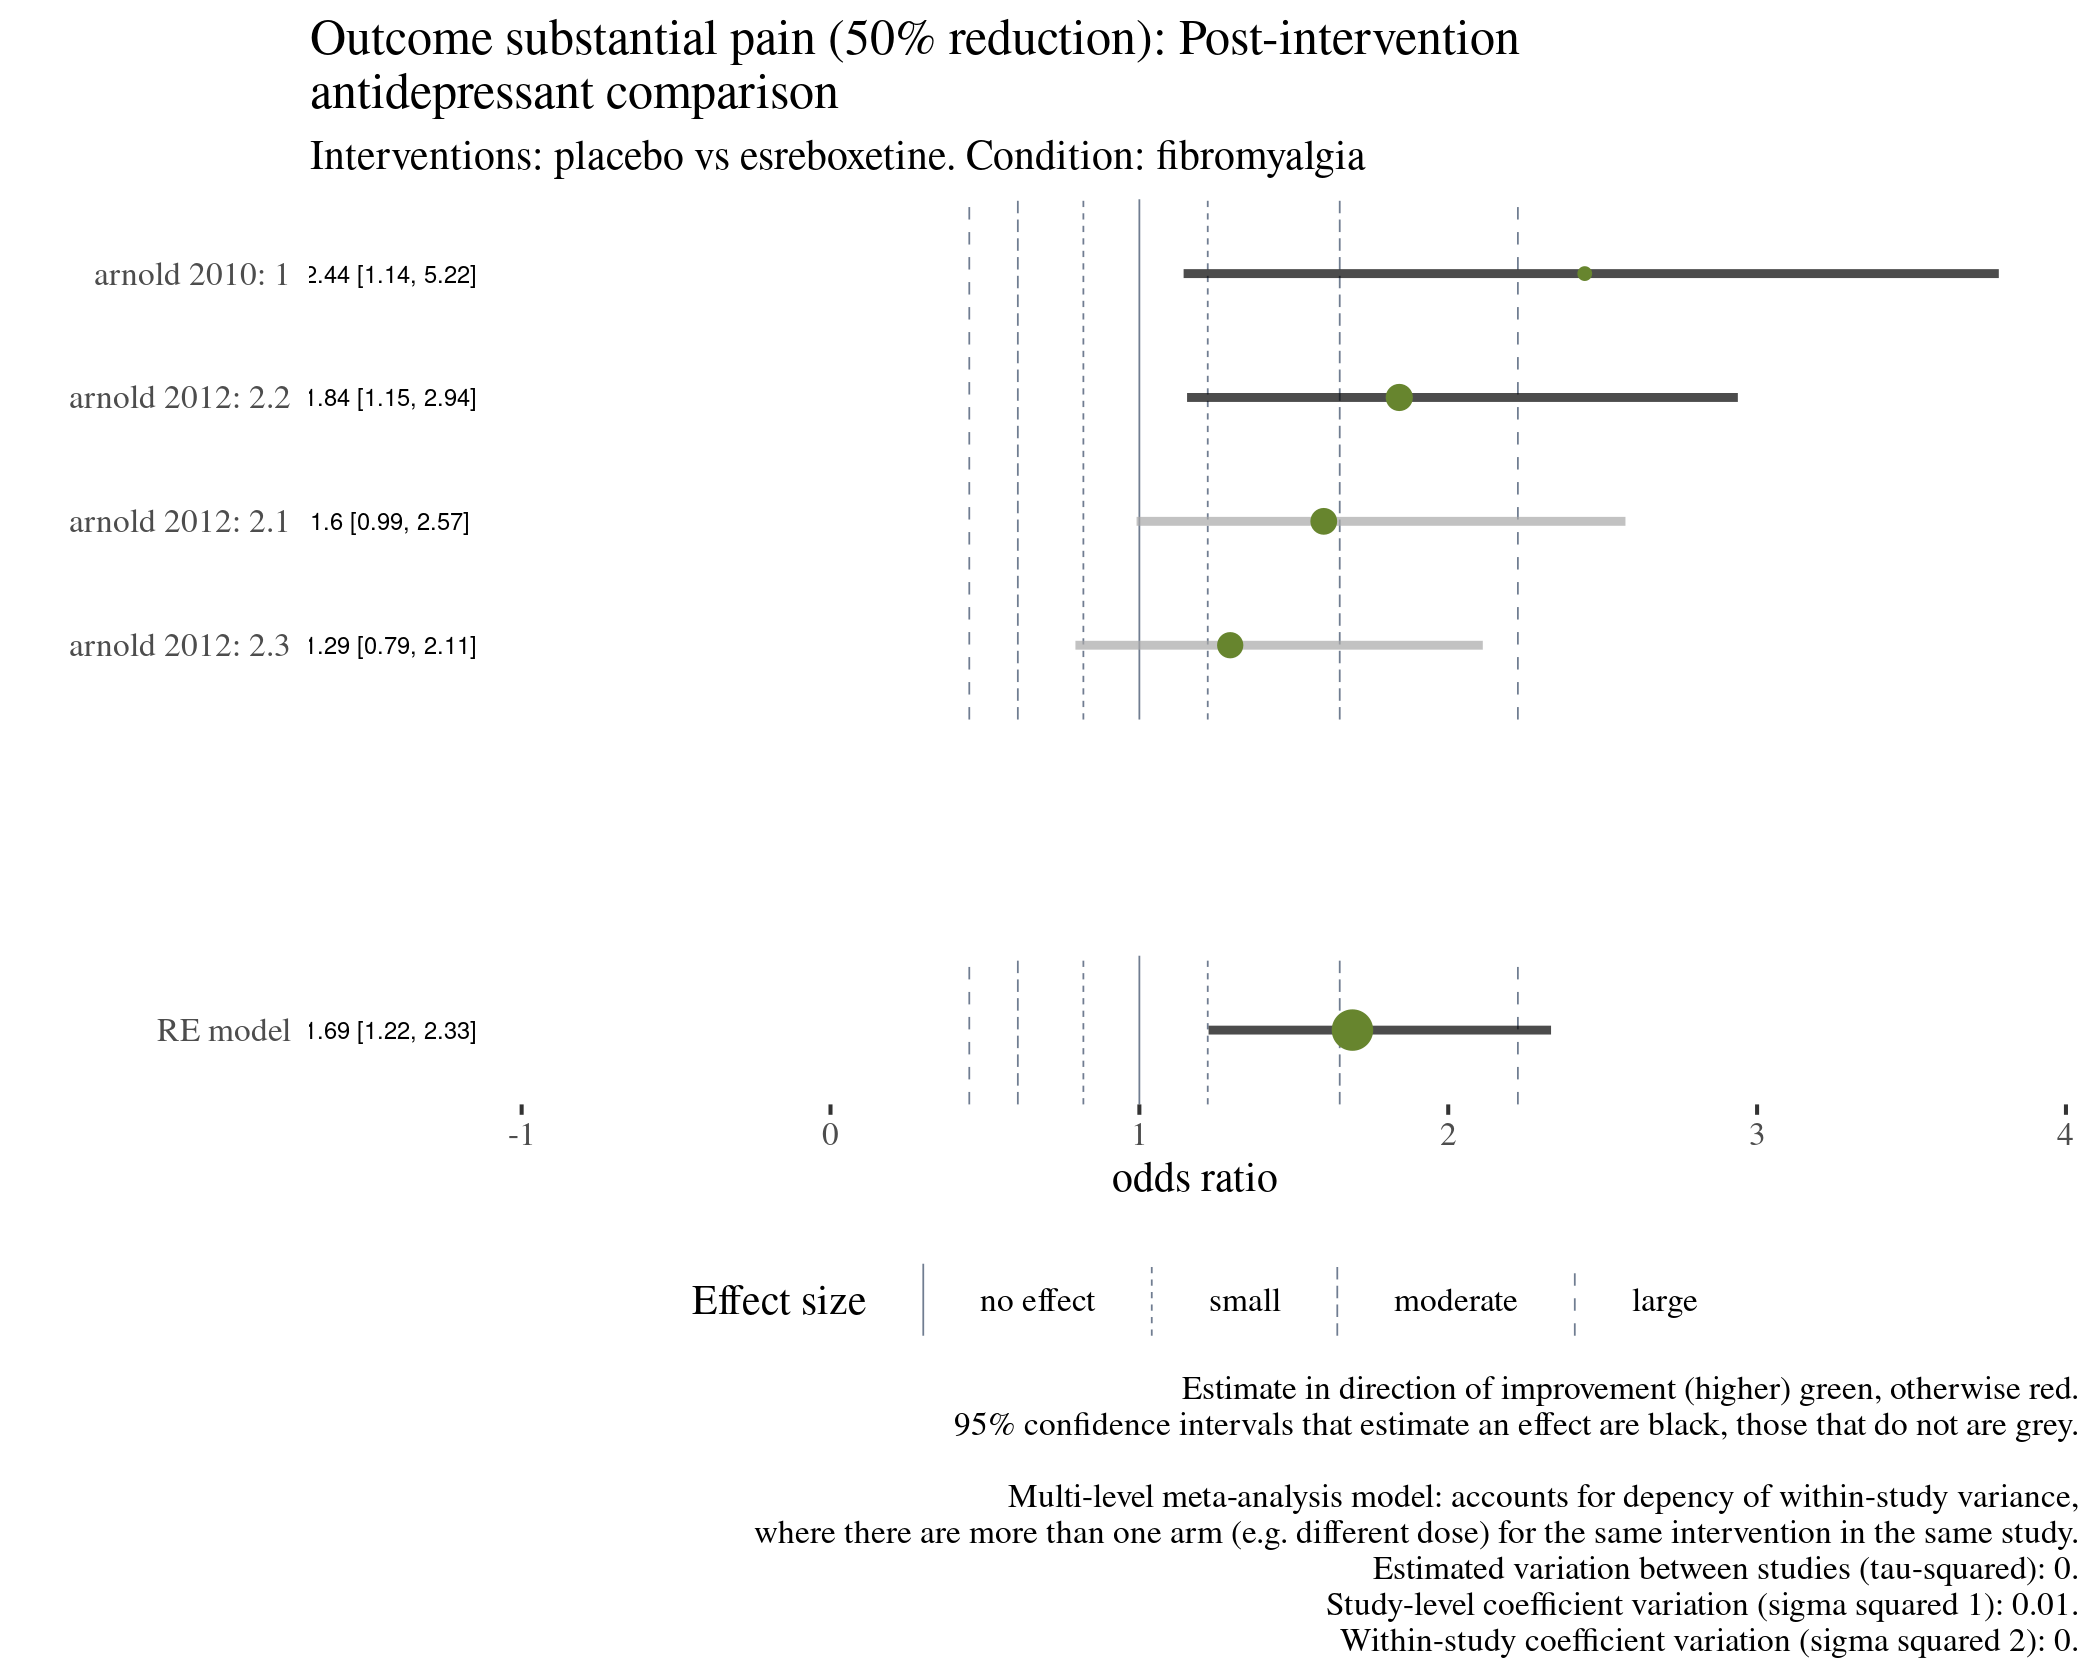 Outcome substantial pain (50% reduction): Post-intervention
antidepressant comparison
Interventions: placebo vs esreboxetine. Condition: fibromyalgia
arnold 2010: 1 2.44 [1.14, 5.22]
arnold 2012: 2.2 1.84 [1.15, 2.94]
arnold 2012: 2.1 1.6 [0.99, 2.57]
arnold 2012: 2.3 1.29 [0.79, 2.11]
RE model 1.69 [1.22, 2.33]
-1 0 1 2 3 4
odds ratio
Effect size no effect small moderate large
Estimate in direction of improvement (higher) green, otherwise red.
95% confidence intervals that estimate an effect are black, those that do not are grey.
Multi-level meta-analysis model: accounts for depency of within-study variance,
where there are more than one arm (e.g. different dose) for the same intervention in the same study.
Estimated variation between studies (tau-squared): 0.
Study-level coefficient variation (sigma squared 1): 0.01.
Within-study coefficient variation (sigma squared 2): 0.